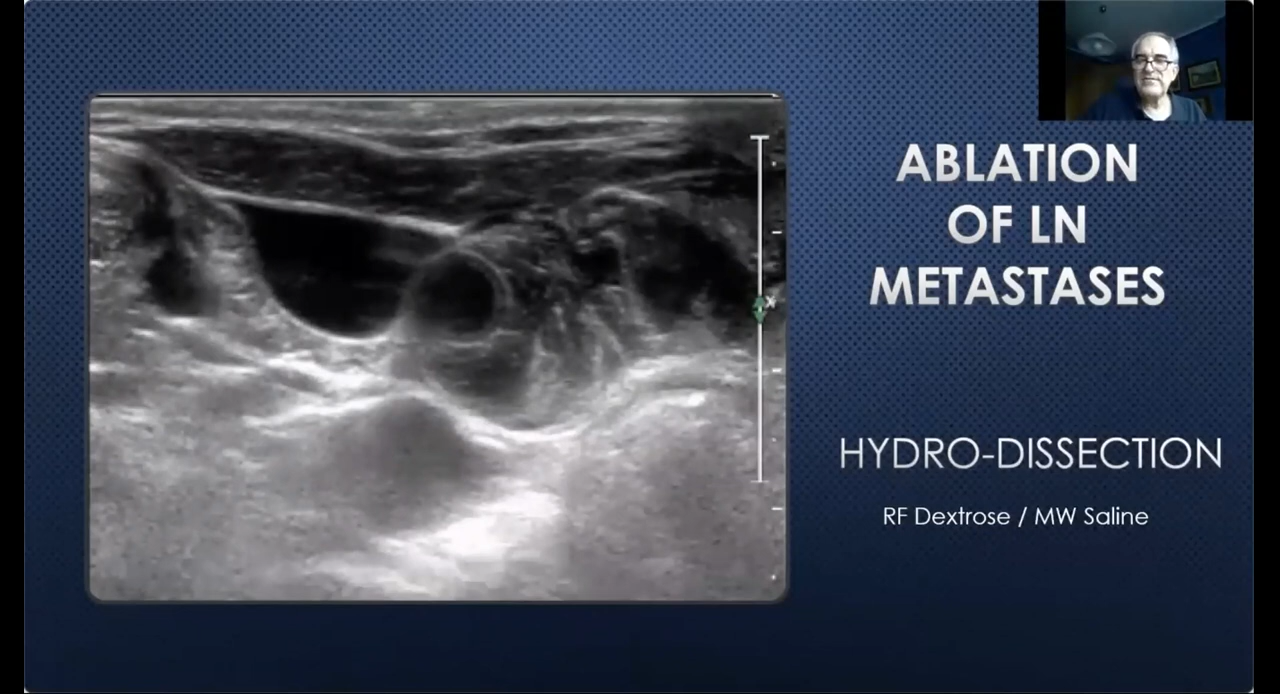 ABLATION
OF LN
METASTASES
HYDRO-DISSECTION
RF Dextrose / MW Saline